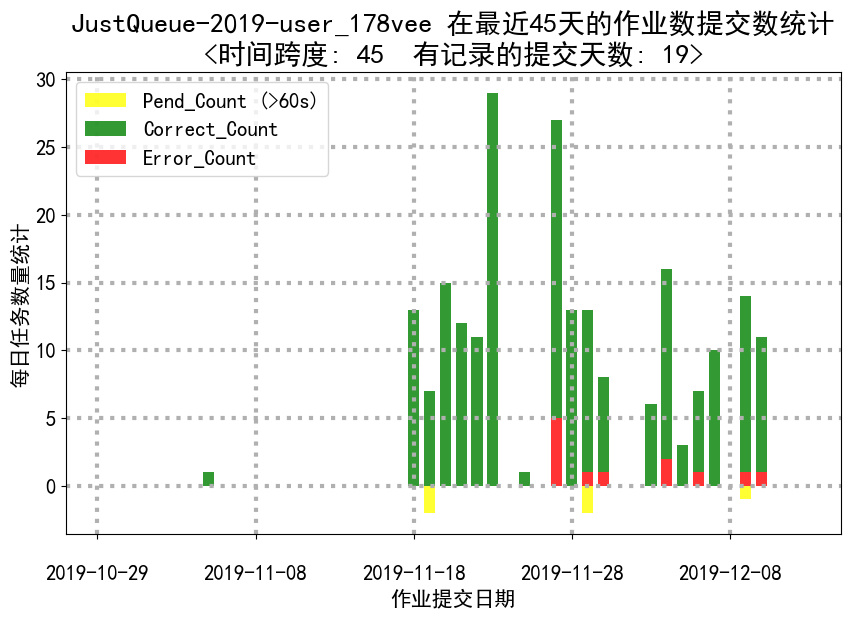 JustQueue-2019-user_178vee 在最近45天的作业数提交数统计
<时间跨度: 45  有记录的提交天数: 19>
Pend_Count (>60s)
Correct_Count
Error_Count
每日任务数量统计
30
25
20
15
10
5
0
2019-10-29
2019-11-08
2019-11-18
2019-11-28
2019-12-08
作业提交日期